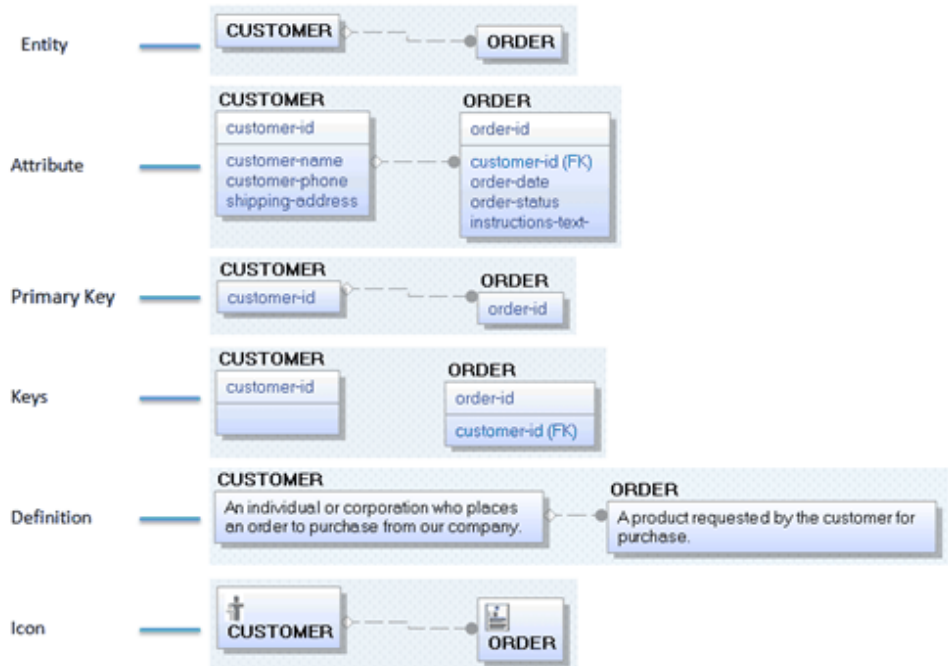 Entity
CUSTOMER
ORDER
Attribute
CUSTOMER
customer-id
customer-name
customer-phone
shipping-address
ORDER
order-id
customer-id (FK)
order-date
order-status
instructions-text-
Primary Key
CUSTOMER
customer-id
ORDER
order-id
Keys
CUSTOMER
customer-id
ORDER
order-id
customer-id (FK)
Definition
CUSTOMER
An individual or corporation who places
an order to purchase from our company.
ORDER
A product requested by the customer for
purchase.
Icon
CUSTOMER
ORDER